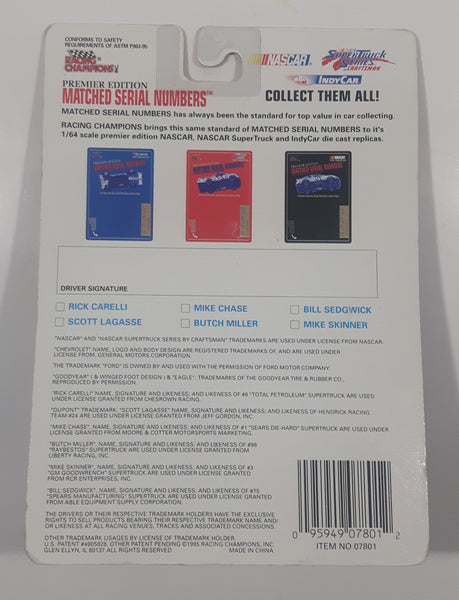 CONFORMS TO SAFETY
REQUIREMENTS OF ASTM F963-95
RACING
CHAMPIONS
NASCAR
SUPERTRUCK
SERIES
CRAFTSMAN
INDYCAR
PREMIER EDITION
MATCHED SERIAL NUMBERS™
COLLECT THEM ALL!
MATCHED SERIAL NUMBERS has always been the standard for top value in car collecting.
RACING CHAMPIONS brings this same standard of MATCHED SERIAL NUMBERS to it's
1/64 scale premier edition NASCAR, NASCAR SuperTruck and IndyCar die cast replicas.
MATCHED SERIAL NUMBERS
MATCHED SERIAL NUMBERS
MATCHED SERIAL NUMBERS
DRIVER SIGNATURE
RICK CARELLI
MIKE CHASE
BILL SEDGWICK
SCOTT LAGASSE
BUTCH MILLER
MIKE SKINNER
"NASCAR" AND "NASCAR SUPERTRUCK SERIES BY CRAFTSMAN" TRADEMARKS ARE USED UNDER LICENSE FROM NASCAR.
"CHEVROLET" NAME, LOGO AND BODY DESIGN ARE REGISTERED TRADEMARKS OF, AND ARE USED UNDER
LICENSE FROM, GENERAL MOTORS CORPORATION.
THE TRADEMARK "FORD" IS OWNED BY AND USED WITH THE PERMISSION OF FORD MOTOR COMPANY
"GOODYEAR" ( & WINGED FOOT DESIGN ) & "EAGLE"- TRADEMARKS OF THE GOODYEAR TIRE & RUBBER CO.,
REPRODUCED BY PERMISSION.
"RICK CARELLI" NAME, SIGNATURE AND LIKENESS; AND LIKENESS OF #6 "TOTAL PETROLEUM" SUPERTRUCK ARE USED
UNDER LICENSE GRANTED FROM CHESROWN RACING.
"DUPONT" TRADEMARK; "SCOTT LAGASSE" NAME, SIGNATURE AND LIKENESS; AND LIKENESS OF HENDRICK RACING
TEAM #24 ARE USED UNDER LICENSE GRANTED FROM JEFF GORDON, INC.
"MIKE CHASE", NAME, SIGNATURE AND LIKENESS; AND LIKENESS OF #1 "SEARS DIE-HARD" SUPERTRUCK ARE USED
UNDER LICENSE GRANTED FROM MOORE & COTTER MOTORSPORTS MARKETING.
"BUTCH MILLER" NAME, SIGNATURE AND LIKENESS; AND LIKENESS OF #98
"RAYBESTOS" SUPERTRUCK ARE USED UNDER LICENSE GRANTED FROM
LIBERTY RACING, INC.
"MIKE SKINNER", NAME, SIGNATURE AND LIKENESS; AND LIKENESS OF #3
"GM GOODWRENCH" SUPERTRUCK ARE USED UNDER LICENSE GRANTED
FROM RCR ENTERPRISES, INC.
"BILL SEDGWICK", NAME, SIGNATURE AND LIKENESS; AND LIKENESS OF #75
"SPEARS MANUFACTURING" SUPERTRUCK ARE USED UNDER LICENSE GRANTED
FROM ABLE EQUIPMENT SUPPLY CORPORATION.
THE DRIVERS OR THEIR RESPECTIVE TRADEMARK HOLDERS HAVE THE EXCLUSIVE
RIGHTS TO SELL PRODUCTS BEARING THEIR RESPECTIVE TRADEMARK NAME AND/
OR LIKENESS AT ALL RACING VENUES, TRACKS AND ASSOCIATED CONCESSIONS.
OTHER TRADEMARK USAGES BY LICENSE OF TRADEMARK HOLDER.
U.S. PATENT #4905826, OTHER PATENT PENDING ©1995 RACING CHAMPIONS, INC.
GLEN ELLYN, IL 60137 ALL RIGHTS RESERVED MADE IN CHINA
0 95949 07801 2
ITEM NO 07801